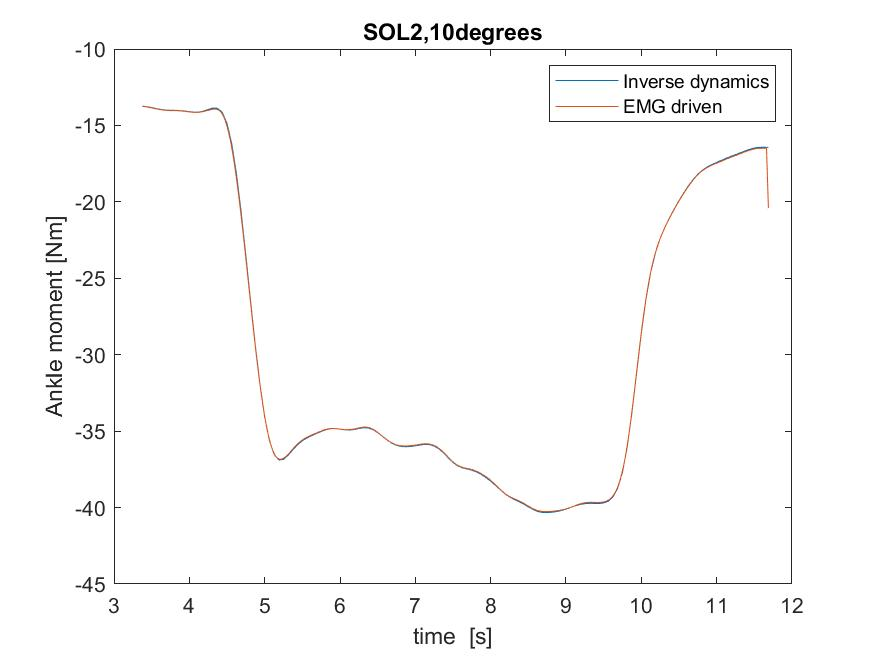 SOL2,10degrees
Inverse dynamics
EMG driven
-10
-15
-20
-25
-30
-35
-40
-45
Ankle moment [Nm]
3 4 5 6 7 8 9 10 11 12
time [s]